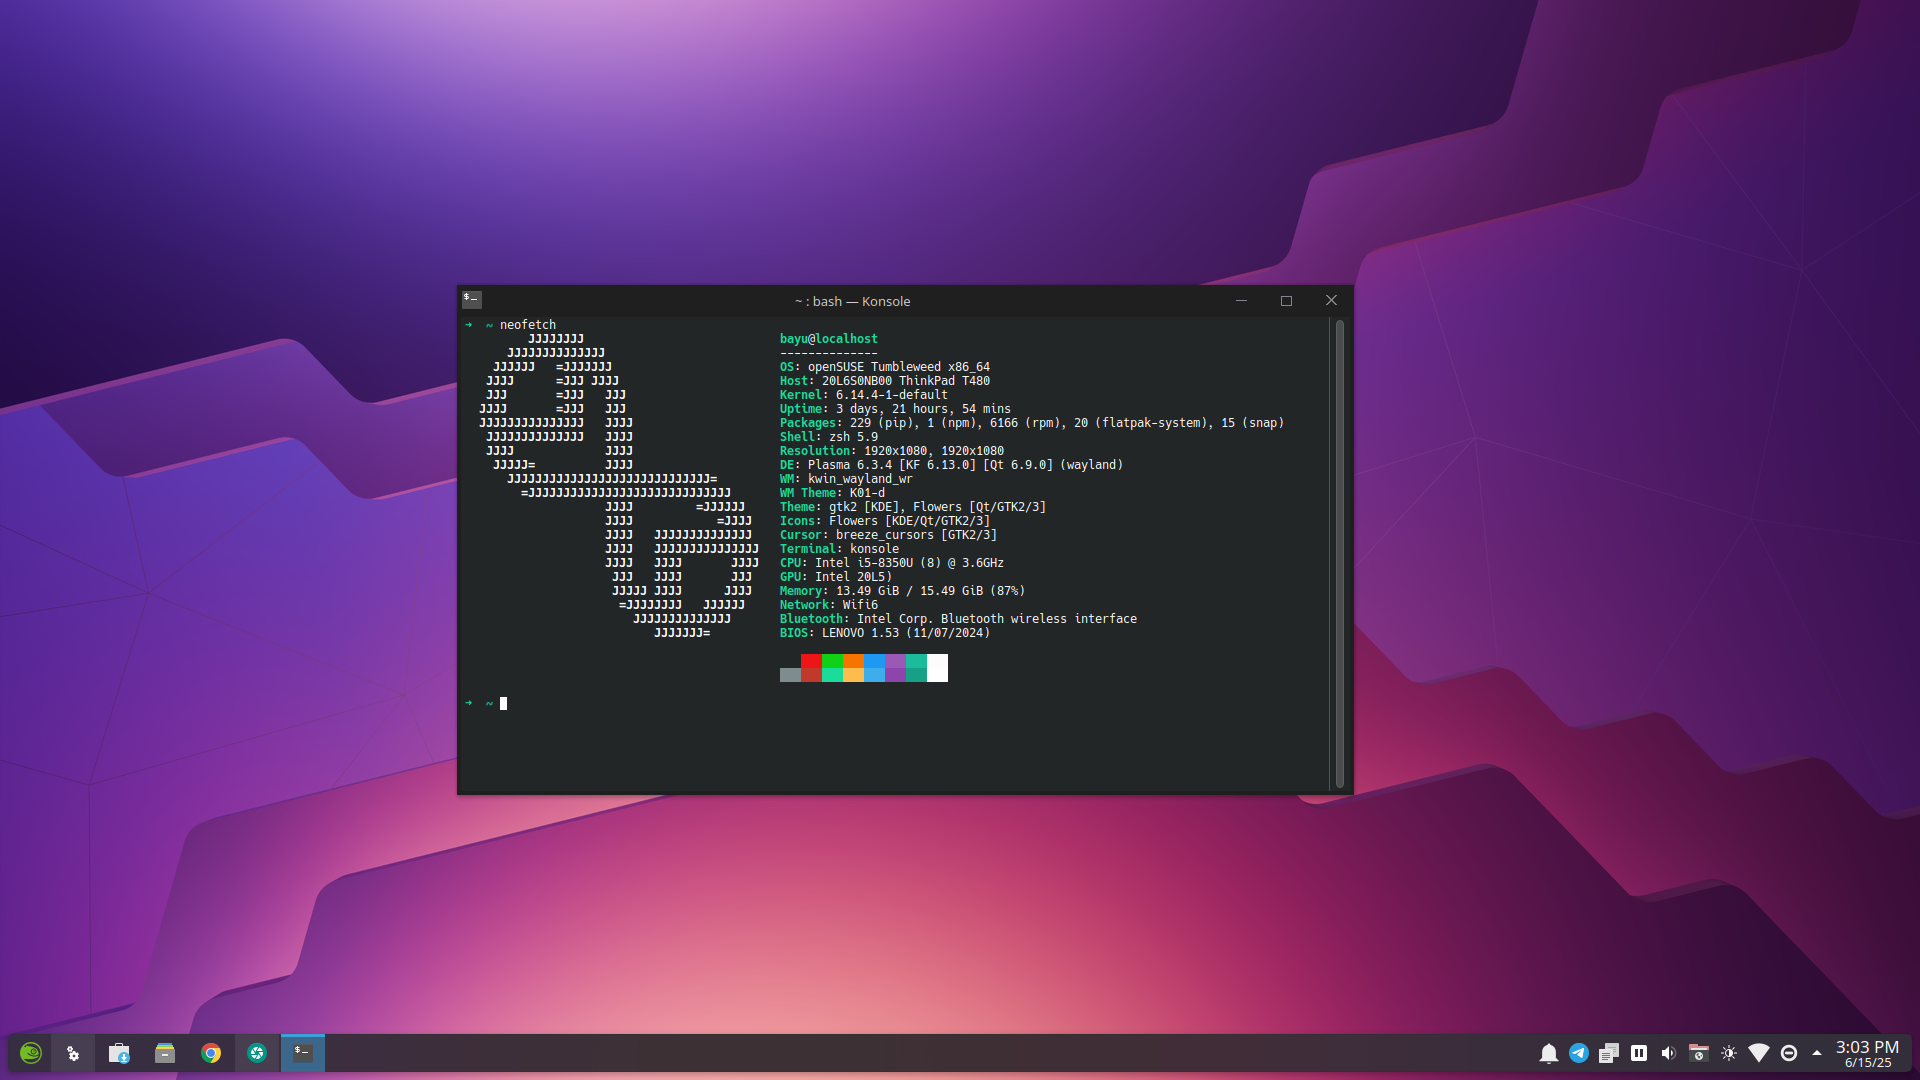 ~ : bash — Konsole
➜ ~ neofetch
JJJJJJJJ bayu@localhost
JJJJJJJJJJJJJJ --------------
JJJJJJ =JJJJJJJ OS: openSUSE Tumbleweed x86_64
JJJJ =JJJ JJJJ Host: 20L6S0NB00 ThinkPad T480
JJJ =JJJ JJJ Kernel: 6.14.4-1-default
JJJJ =JJJ JJJ Uptime: 3 days, 21 hours, 54 mins
JJJJJJJJJJJJJJJ JJJJ Packages: 229 (pip), 1 (npm), 6166 (rpm), 20 (flatpak-system), 15 (snap)
JJJJJJJJJJJJJJ JJJJ Shell: zsh 5.9
JJJJ JJJJ Resolution: 1920x1080, 1920x1080
JJJJJ= JJJJ DE: Plasma 6.3.4 [KF 6.13.0] [Qt 6.9.0] (wayland)
JJJJJJJJJJJJJJJJJJJJJJJJJJJJJ= WM: kwin_wayland_wr
=JJJJJJJJJJJJJJJJJJJJJJJJJJJJJ WM Theme: K01-d
JJJJ =JJJJJJ Theme: gtk2 [KDE], Flowers [Qt/GTK2/3]
JJJJ =JJJJ Icons: Flowers [KDE/Qt/GTK2/3]
JJJJ JJJJJJJJJJJJJJ Cursor: breeze_cursors [GTK2/3]
JJJJ JJJJJJJJJJJJJJJ Terminal: konsole
JJJJ JJJJ JJJJ CPU: Intel i5-8350U (8) @ 3.6GHz
JJJ JJJJ JJJ GPU: Intel 20L5)
JJJJJ JJJJ JJJJ Memory: 13.49 GiB / 15.49 GiB (87%)
=JJJJJJJJ JJJJJJ Network: Wifi6
JJJJJJJJJJJJJJ Bluetooth: Intel Corp. Bluetooth wireless interface
JJJJJJJ= BIOS: LENOVO 1.53 (11/07/2024)
➜ ~
3:03 PM
6/15/25